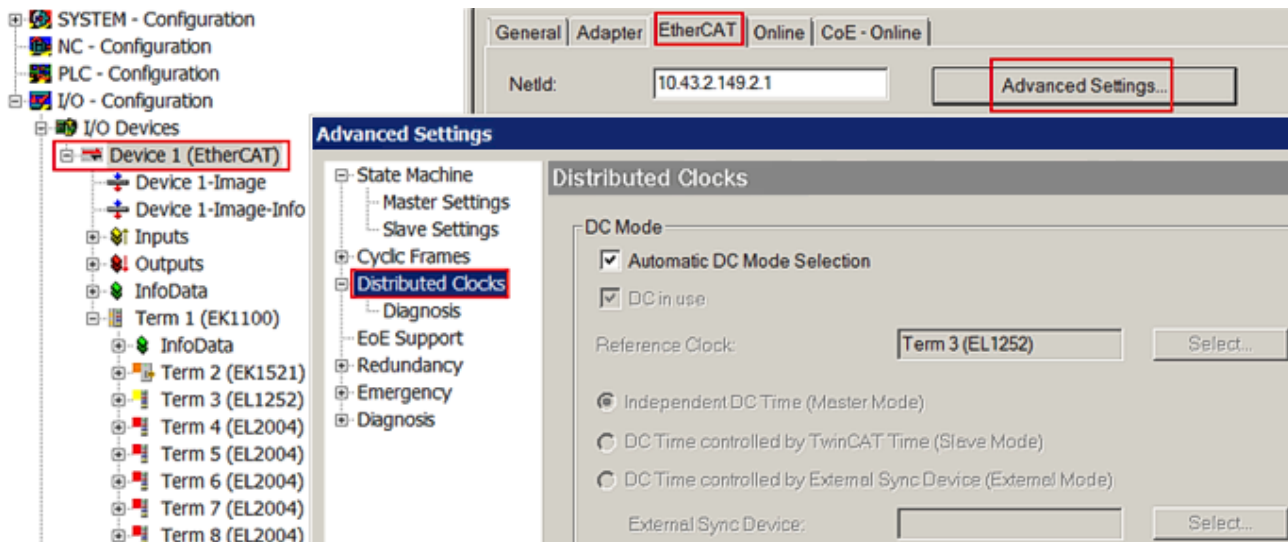 SYSTEM - Configuration
NC - Configuration
PLC - Configuration
I/O - Configuration
I/O Devices
Device 1 (EtherCAT)
Device 1-Image
Device 1-Image-Info
Inputs
Outputs
InfoData
Term 1 (EK1100)
InfoData
Term 2 (EK1521)
Term 3 (EL1252)
Term 4 (EL2004)
Term 5 (EL2004)
Term 6 (EL2004)
Term 7 (EL2004)
Term 8 (EL2004)
General Adapter EtherCAT Online CoE - Online
NetId: 10.43.2.149.2.1 Advanced Settings...
Advanced Settings
State Machine
Master Settings
Slave Settings
Cyclic Frames
Distributed Clocks
Diagnosis
EoE Support
Redundancy
Emergency
Diagnosis
Distributed Clocks
DC Mode
Automatic DC Mode Selection
DC in use
Reference Clock: Term 3 (EL1252) Select...
Independent DC Time (Master Mode)
DC Time controlled by TwinCAT Time (Slave Mode)
DC Time controlled by External Sync Device (External Mode)
External Sync Device: Select...